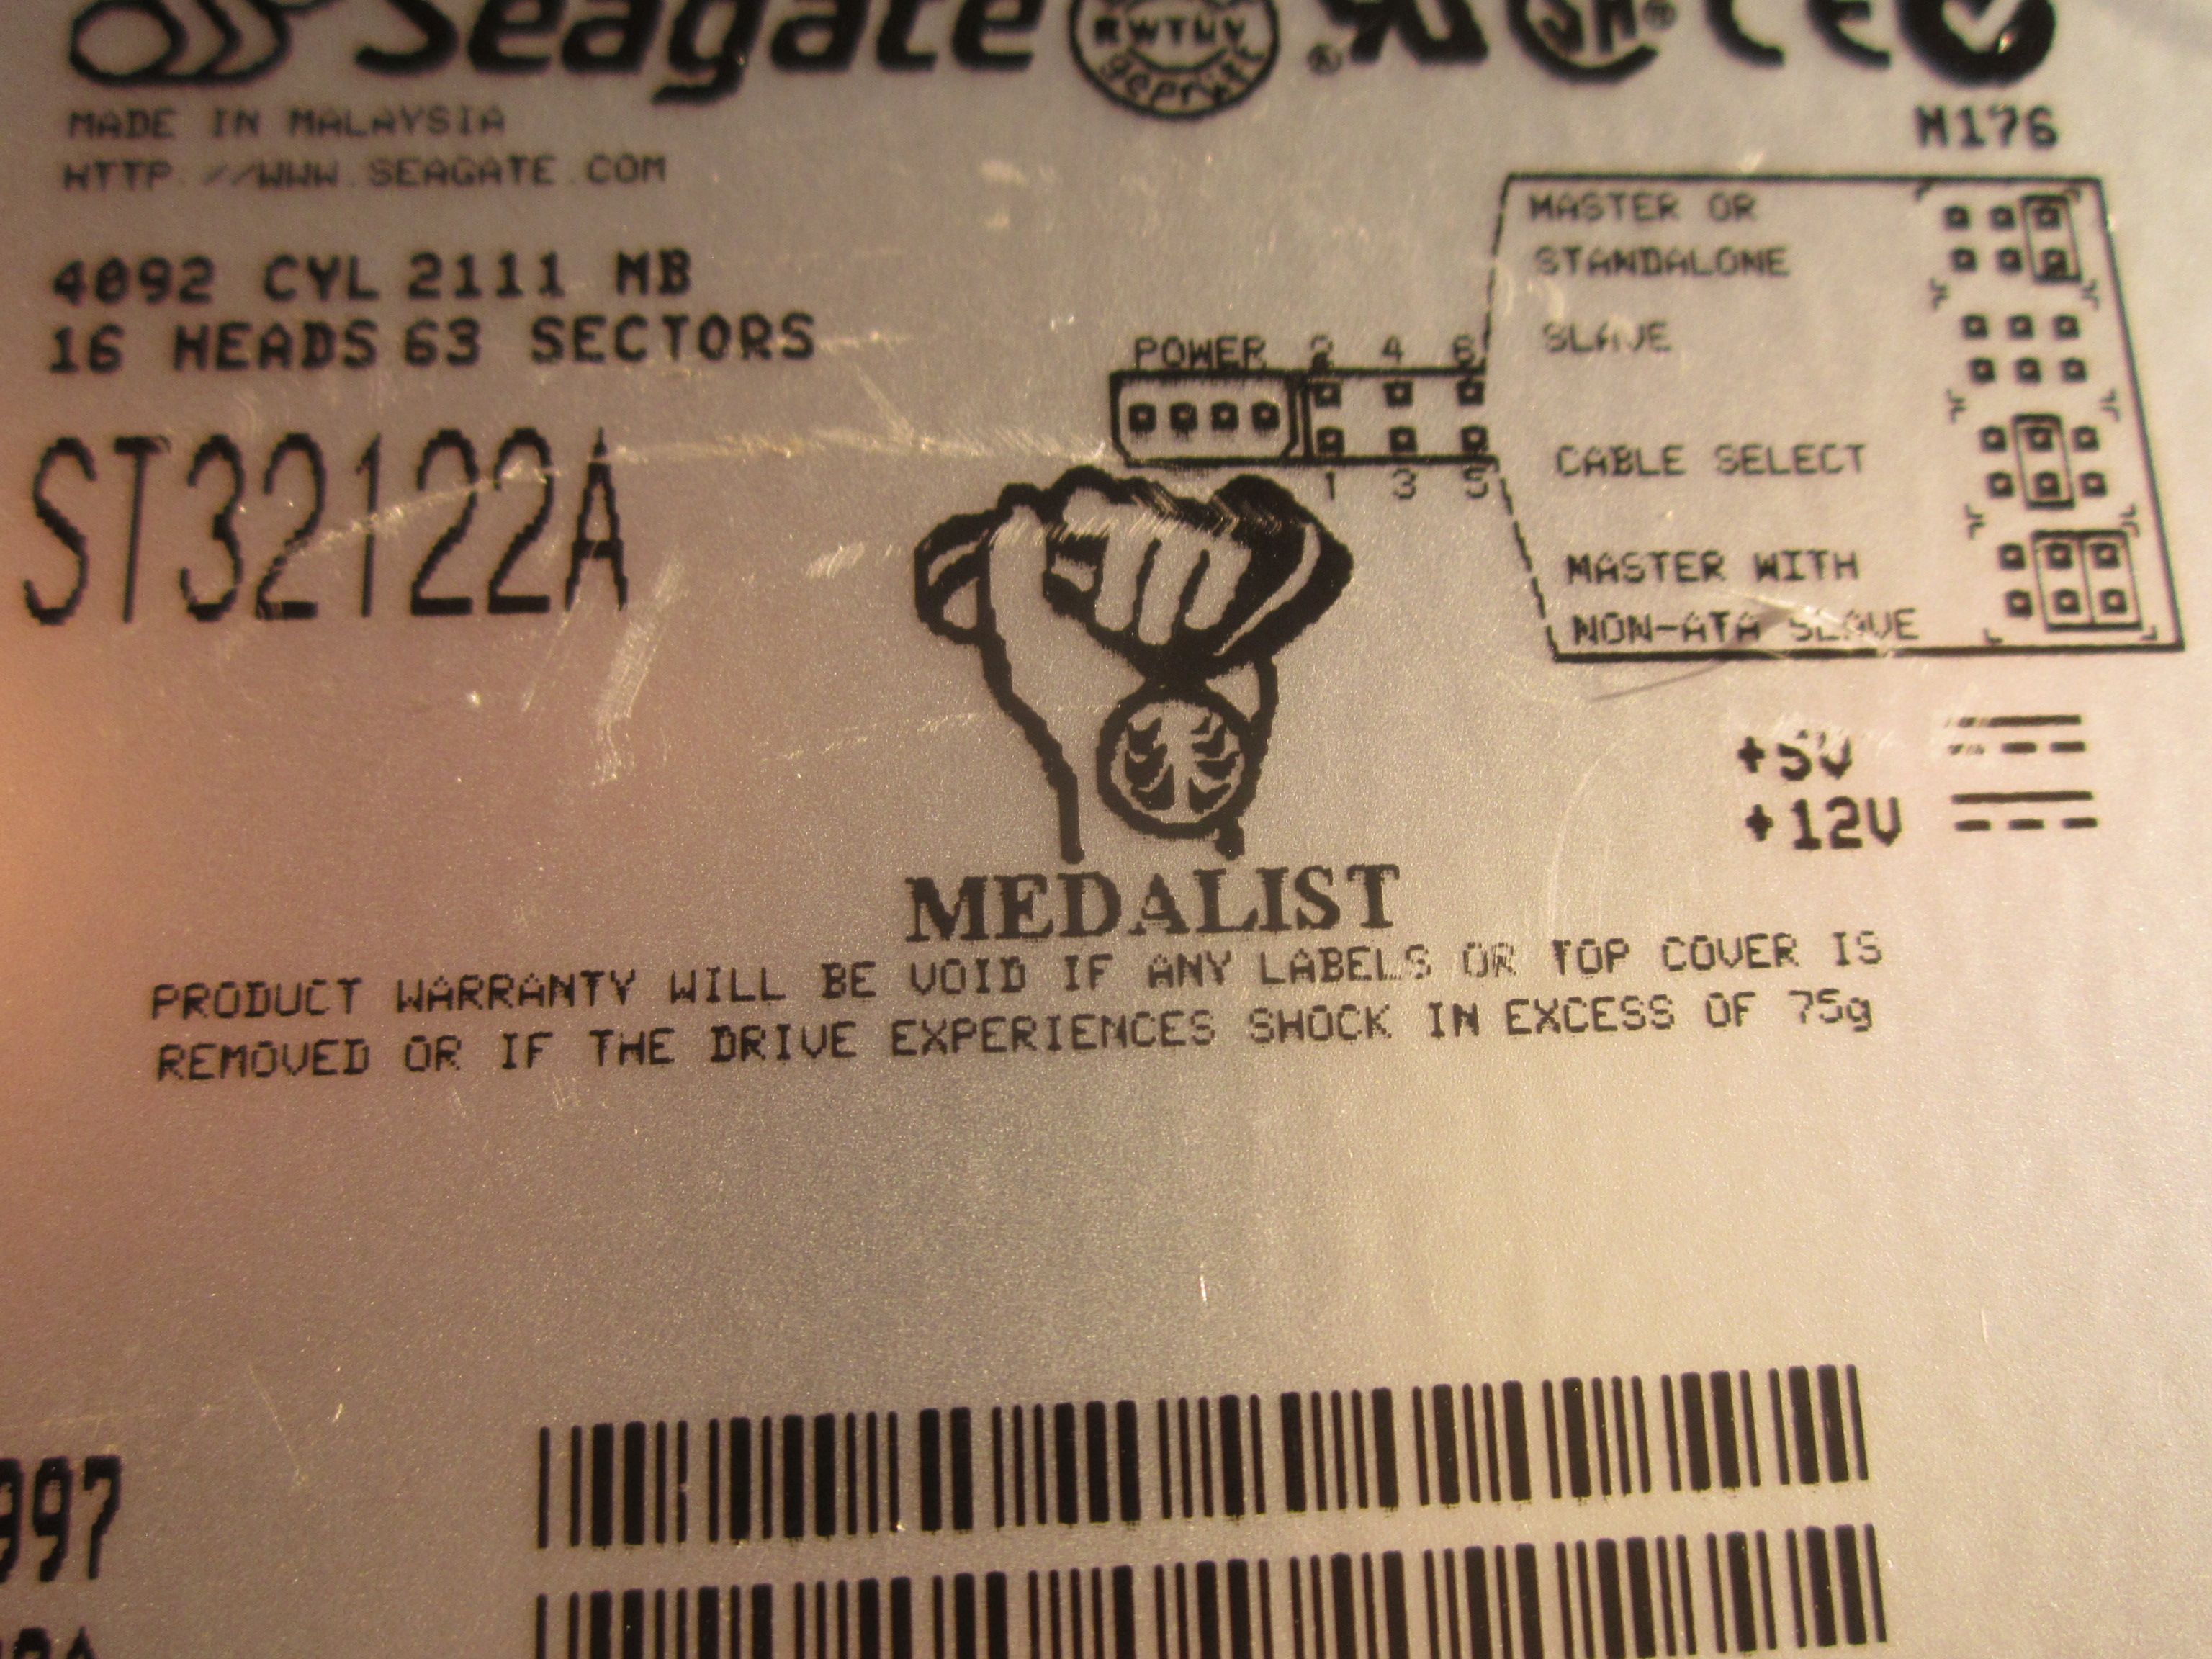 Seagate
RWTÜV
geprüft
MADE IN MALAYSIA
HTTP://WWW.SEAGATE.COM
M176
4092 CYL 2111 MB
16 HEADS 63 SECTORS
ST32122A
POWER 2 4 6
1 3 5
MASTER OR
STANDALONE
SLAVE
CABLE SELECT
MASTER WITH
NON-ATA SLAVE
+5V
+12V
MEDALIST
PRODUCT WARRANTY WILL BE VOID IF ANY LABELS OR TOP COVER IS
REMOVED OR IF THE DRIVE EXPERIENCES SHOCK IN EXCESS OF 75g
997